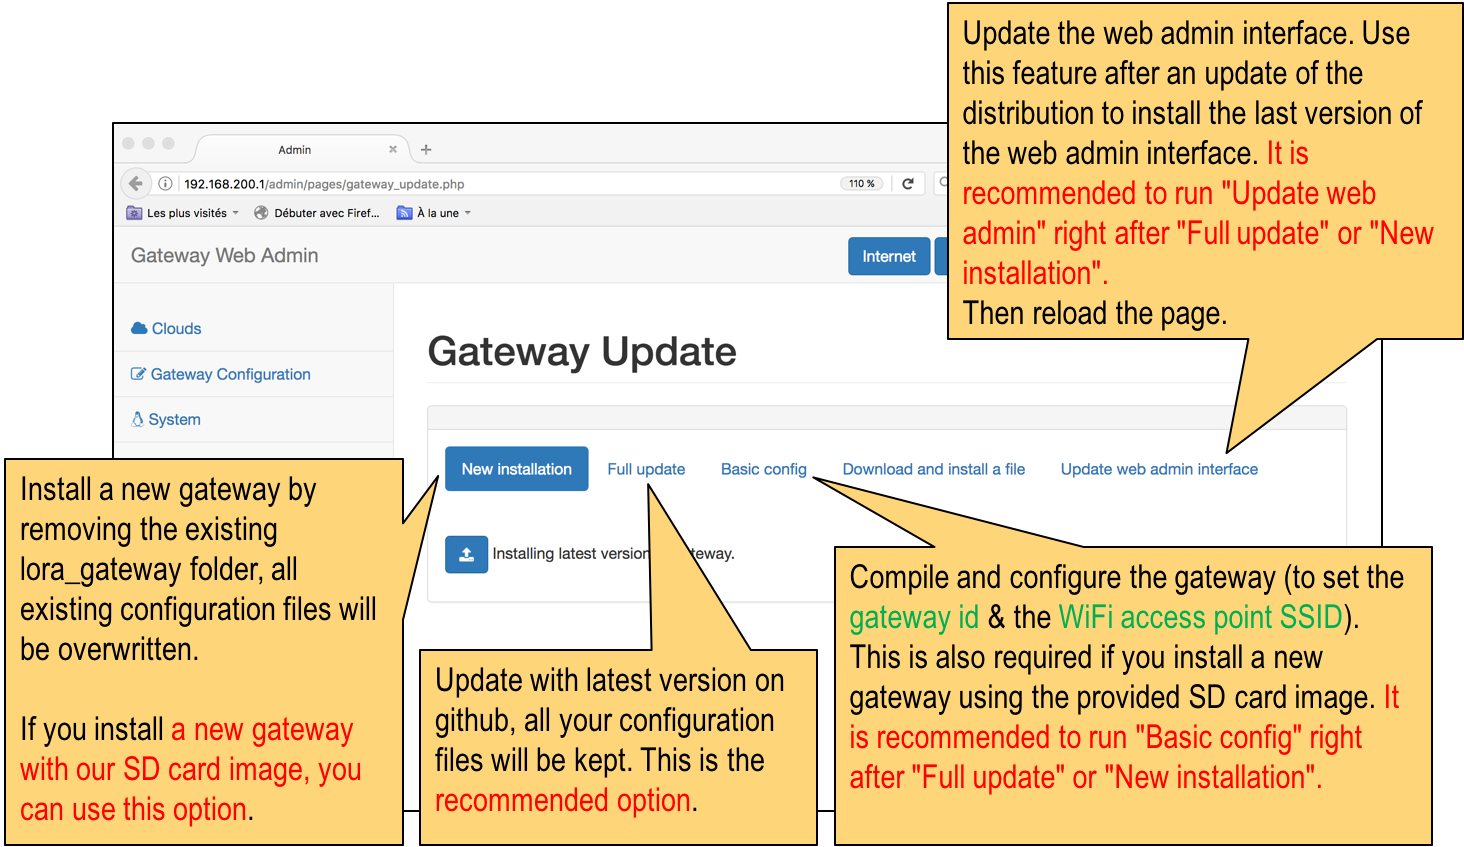 Update the web admin interface. Use
this feature after an update of the
distribution to install the last version of
the web admin interface. It is
recommended to run "Update web
admin" right after "Full update" or "New
installation".
Then reload the page.
Admin
192.168.200.1/admin/pages/gateway_update.php
110 %
Les plus visités
Débuter avec Firef...
À la une
Gateway Web Admin
Internet
Clouds
Gateway Configuration
System
Gateway Update
New installation
Full update
Basic config
Download and install a file
Update web admin interface
Installing latest version
teway.
Install a new gateway by
removing the existing
lora_gateway folder, all
existing configuration files will
be overwritten.
If you install a new gateway
with our SD card image, you
can use this option.
Update with latest version on
github, all your configuration
files will be kept. This is the
recommended option.
Compile and configure the gateway (to set the
gateway id & the WiFi access point SSID).
This is also required if you install a new
gateway using the provided SD card image. It
is recommended to run "Basic config" right
after "Full update" or "New installation".